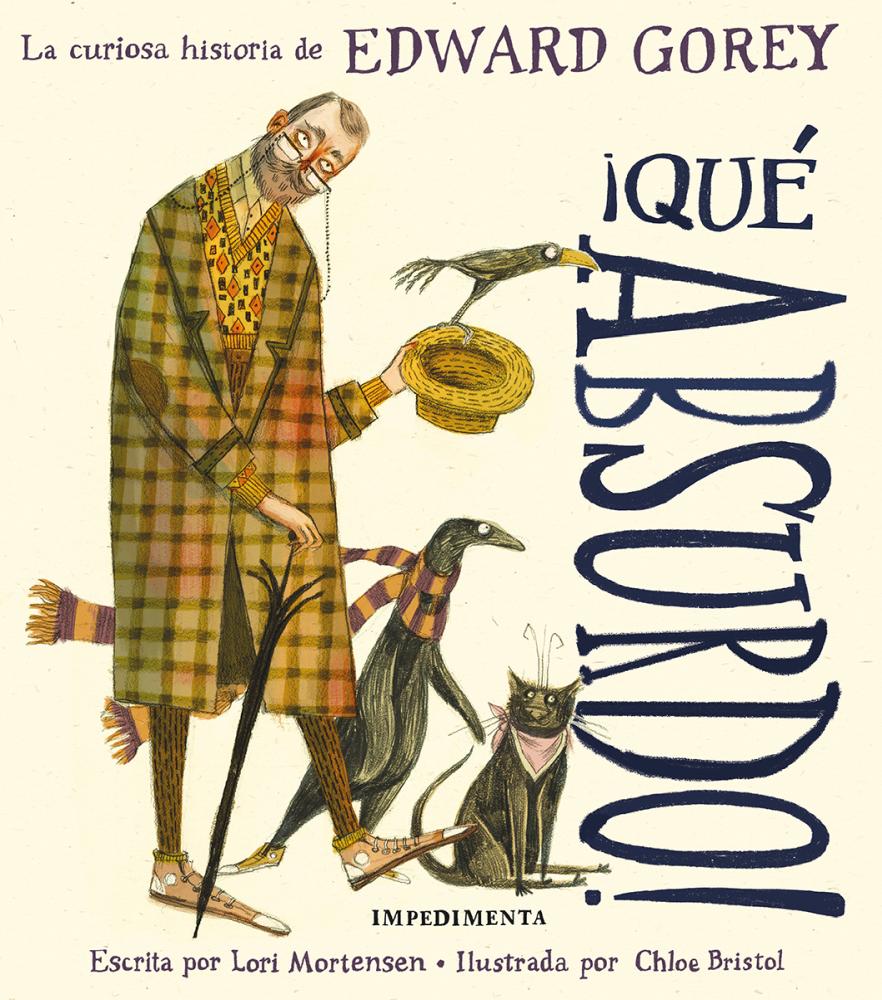 La curiosa historia de EDWARD GOREY
¡QUÉ
ABSURDO!
IMPEDIMENTA
Escrita por Lori Mortensen • Ilustrada por Chloe Bristol